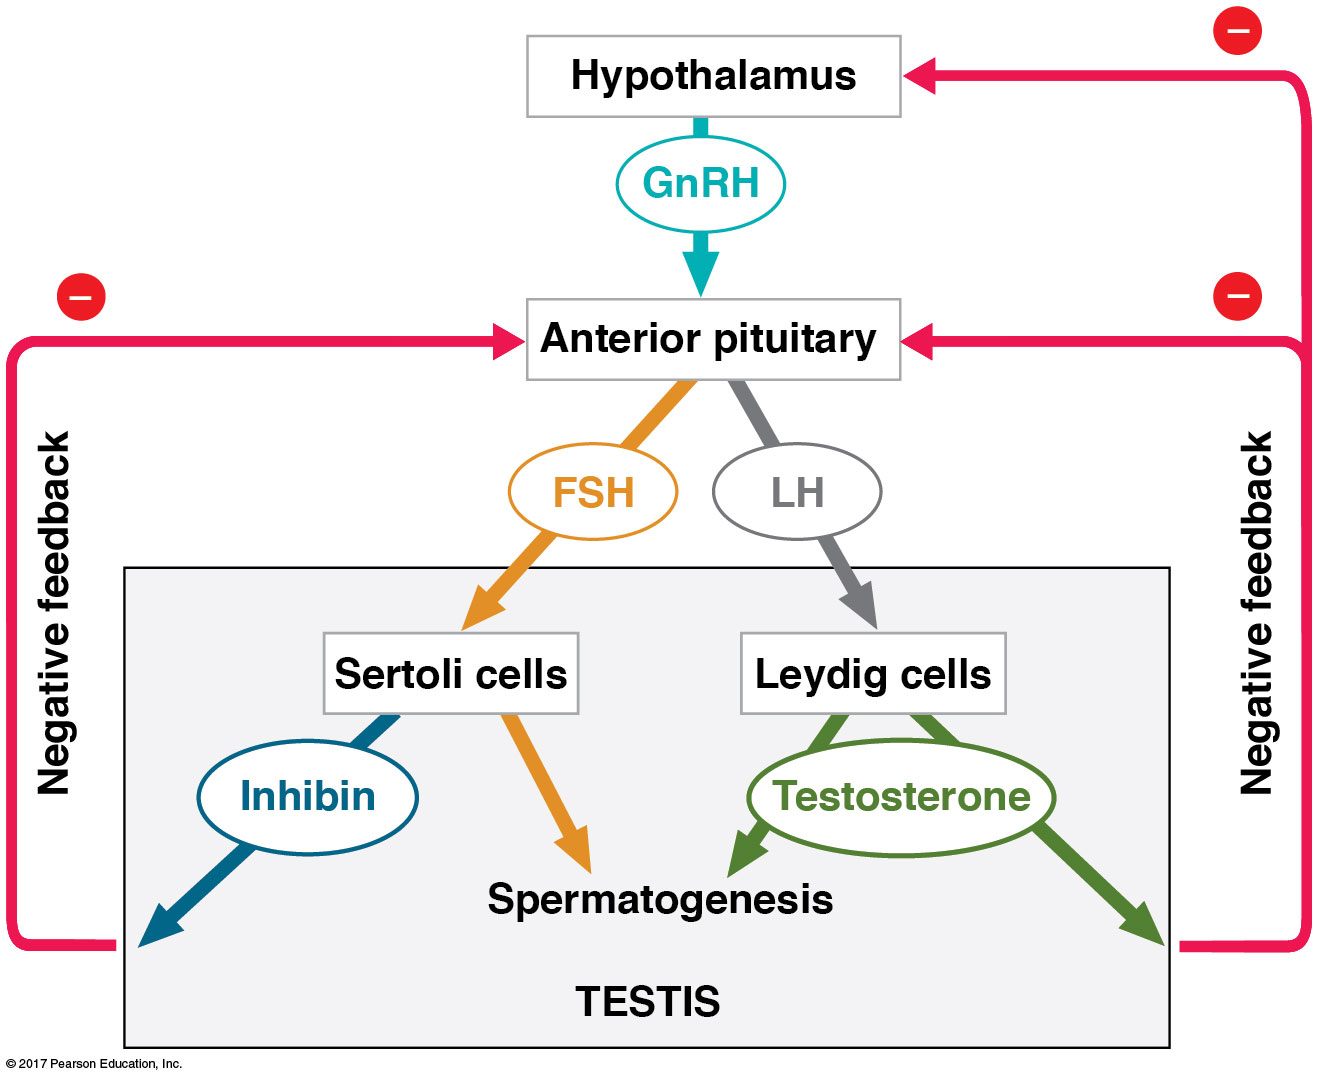 –
Hypothalamus
GnRH
–
–
Anterior pituitary
Negative feedback
FSH
LH
Negative feedback
Sertoli cells
Leydig cells
Inhibin
Testosterone
Spermatogenesis
TESTIS
© 2017 Pearson Education, Inc.